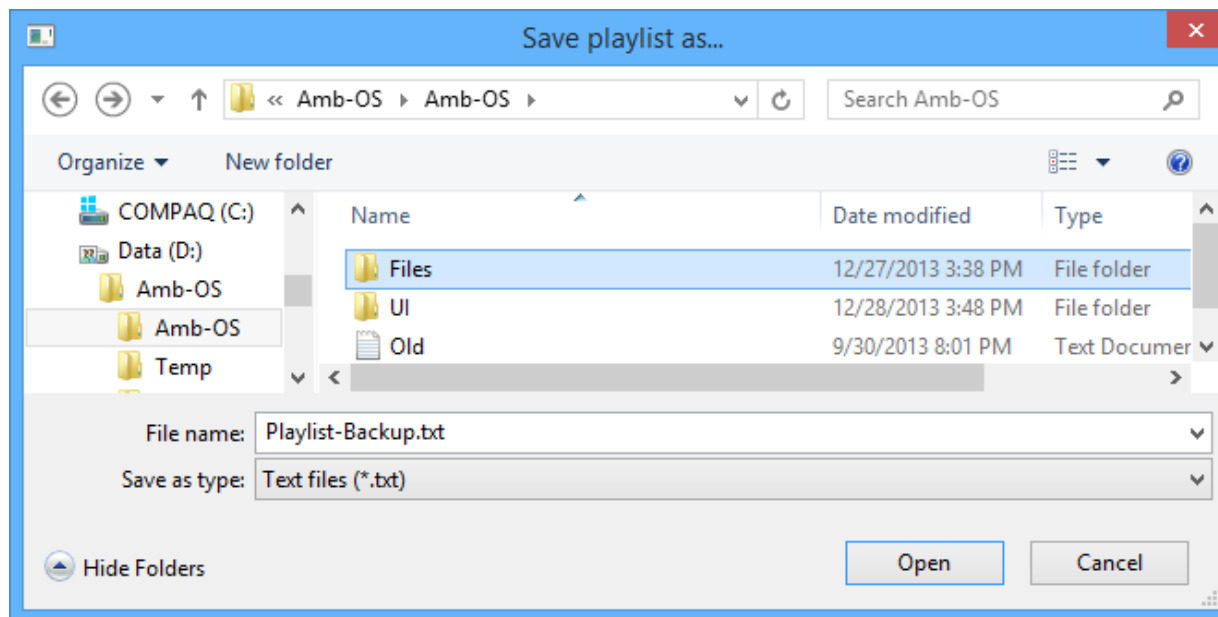 Save playlist as...
« Amb-OS Amb-OS Search Amb-OS
Organize New folder
COMPAQ (C:)
Data (D:)
Amb-OS
Amb-OS
Temp
Name Date modified Type
Files 12/27/2013 3:38 PM File folder
UI 12/28/2013 3:48 PM File folder
Old 9/30/2013 8:01 PM Text Documer
File name: Playlist-Backup.txt
Save as type: Text files (*.txt)
Hide Folders Open Cancel